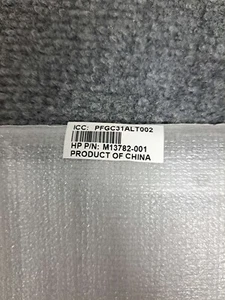 ICC: PFGC31ALT002
HP P/N: M13782-001
PRODUCT OF CHINA